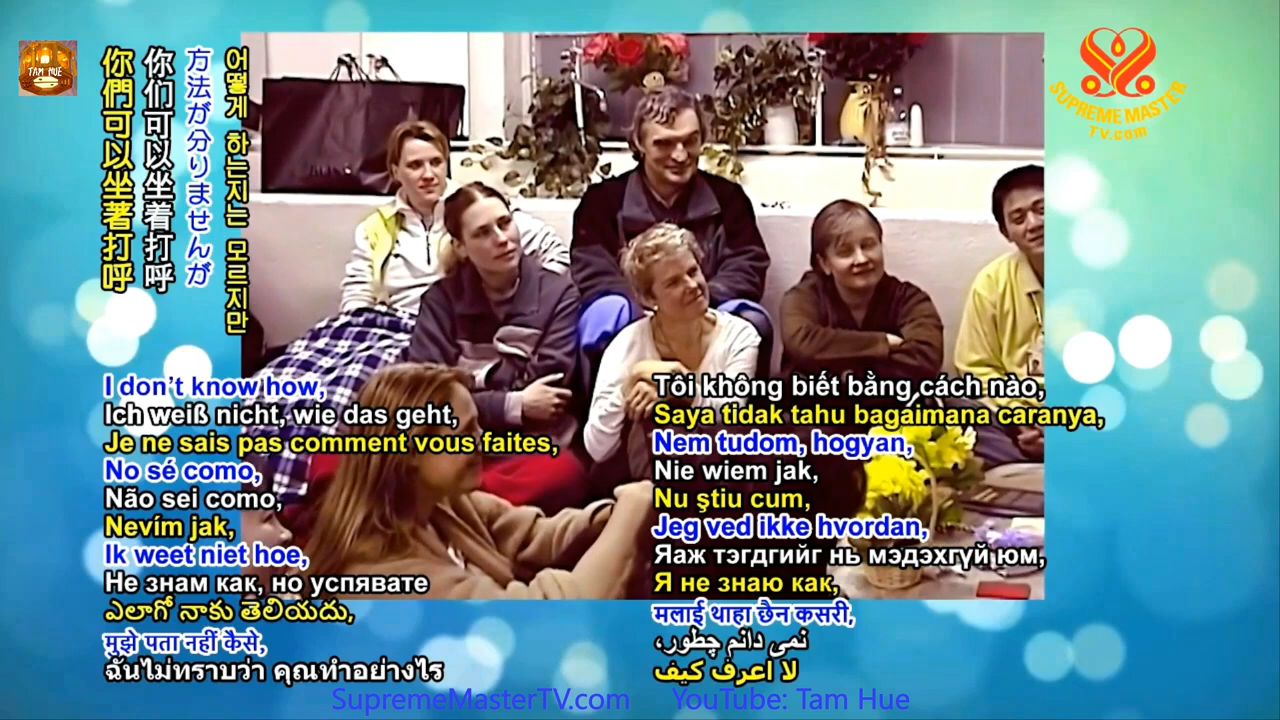 TAM HUE
你們可以坐著打呼
你们可以坐着打呼
方法が分りませんが
어떻게 하는지는 모르지만
SUPREME MASTER
TV.com
I don't know how,
Ich weiß nicht, wie das geht,
Je ne sais pas comment vous faites,
No sé como,
Não sei como,
Nevím jak,
Ik weet niet hoe,
Не знам как, но успявате
ఎలాగో నాకు తెలియదు,
मुझे पता नहीं कैसे,
ฉันไม่ทราบว่า คุณทำอย่างไร
Tôi không biết bằng cách nào,
Saya tidak tahu bagaimana caranya,
Nem tudom, hogyan,
Nie wiem jak,
Nu ştiu cum,
Jeg ved ikke hvordan,
Яаж тэгдгийг нь мэдэхгүй юм,
Я не знаю как,
मलाई थाहा छैन कसरी,
نمی دانم چطور،
لا اعرف كيف
SupremeMasterTV.com YouTube: Tam Hue